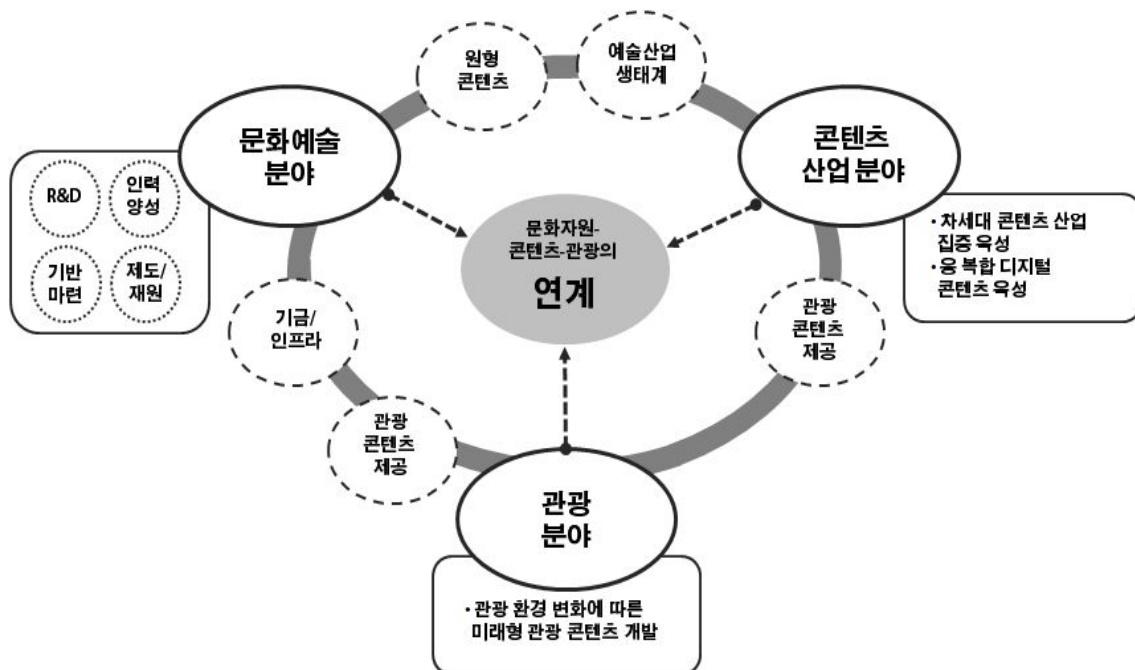 원형
콘텐츠
예술산업
생태계
문화예술
분야
콘텐츠
산업 분야
R&D
인력
양성
기반
마련
제도/
재원
문화자원-
콘텐츠-관광의
연계
• 차세대 콘텐츠 산업
집증 육성
• 융 복합 디지털
콘텐츠 육성
기금/
인프라
관광
콘텐츠
제공
관광
콘텐츠
제공
관광
분야
• 관광 환경 변화에 따른
미래형 관광 콘텐츠 개발